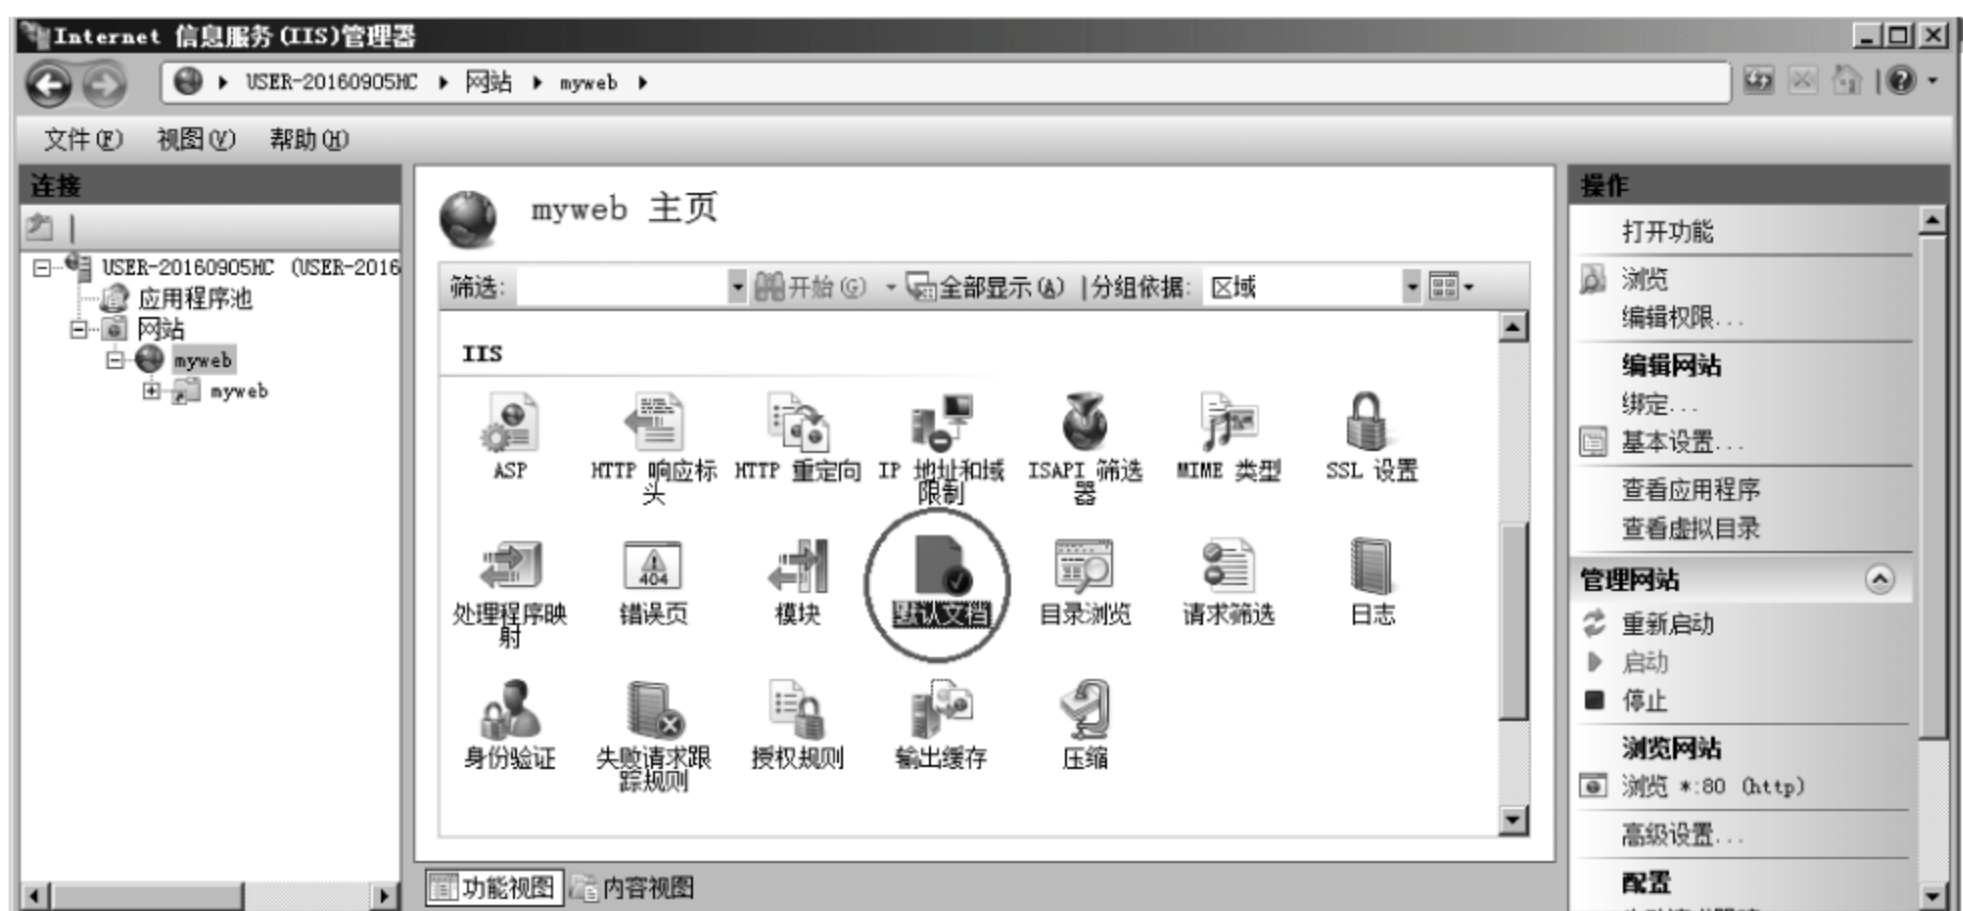 Internet 信息服务(IIS)管理器
USER-20160905HC 网站 myweb
文件(F) 视图(V) 帮助(H)
连接
USER-20160905HC (USER-2016
应用程序池
网站
myweb
myweb
myweb 主页
筛选: 开始(G) 全部显示(A) 分组依据: 区域
IIS
ASP
HTTP 响应标
头
HTTP 重定向
IP 地址和域
限制
ISAPI 筛选
器
MIME 类型
SSL 设置
处理程序映
射
错误页
404
模块
默认文档
目录浏览
请求筛选
日志
身份验证
失败请求跟
踪规则
授权规则
输出缓存
压缩
功能视图 内容视图
操作
打开功能
浏览
编辑权限...
编辑网站
绑定...
基本设置...
查看应用程序
查看虚拟目录
管理网站
重新启动
启动
停止
浏览网站
浏览 *:80 (http)
高级设置...
配置